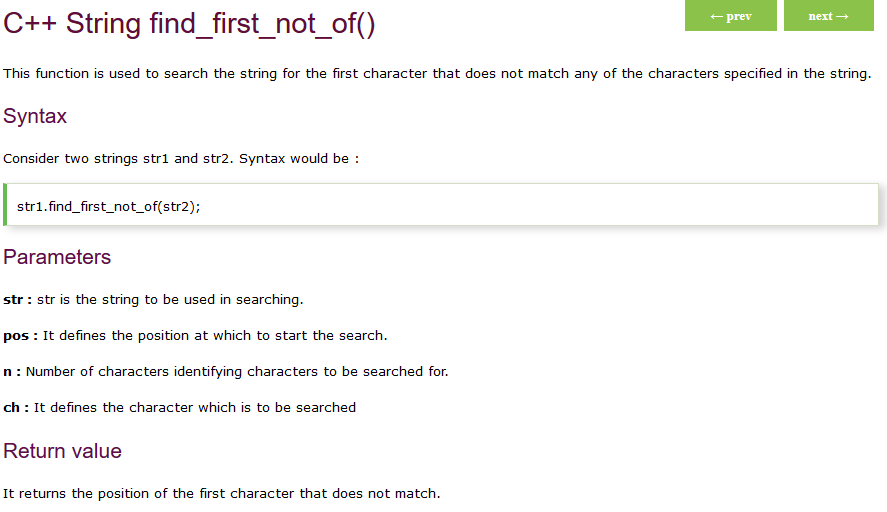 C++ String find_first_not_of()
← prev
next →
This function is used to search the string for the first character that does not match any of the characters specified in the string.
Syntax
Consider two strings str1 and str2. Syntax would be :
str1.find_first_not_of(str2);
Parameters
str : str is the string to be used in searching.
pos : It defines the position at which to start the search.
n : Number of characters identifying characters to be searched for.
ch : It defines the character which is to be searched
Return value
It returns the position of the first character that does not match.